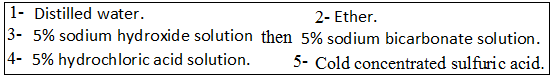 1- Distilled water. 2- Ether.
3- 5% sodium hydroxide solution then 5% sodium bicarbonate solution.
4- 5% hydrochloric acid solution. 5- Cold concentrated sulfuric acid.